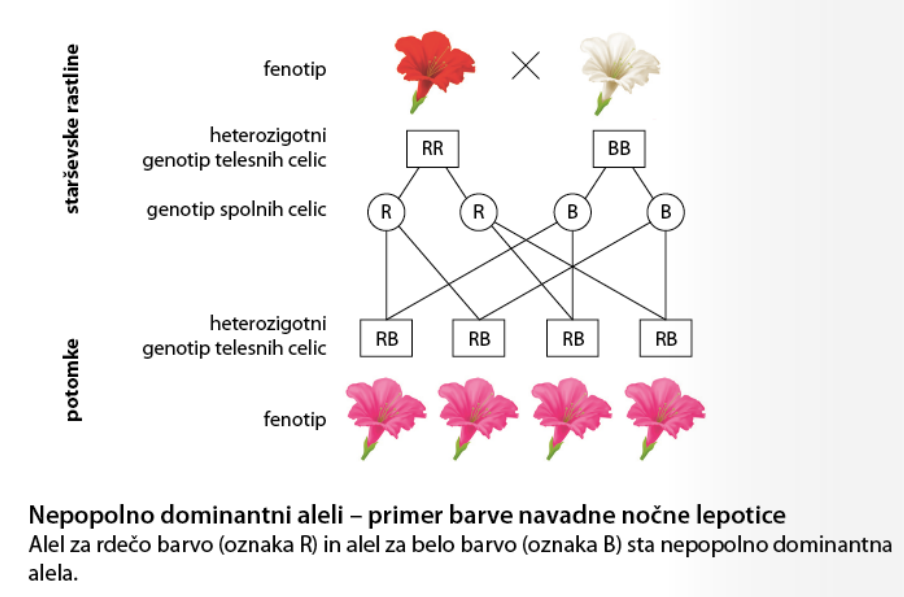 starševske rastline
fenotip
heterozigotni
genotip telesnih celic
RR
BB
genotip spolnih celic
R
R
B
B
potomke
heterozigotni
genotip telesnih celic
RB
RB
RB
RB
fenotip
Nepopolno dominantni aleli – primer barve navadne nočne lepotice
Alel za rdečo barvo (oznaka R) in alel za belo barvo (oznaka B) sta nepopolno dominantna
alela.